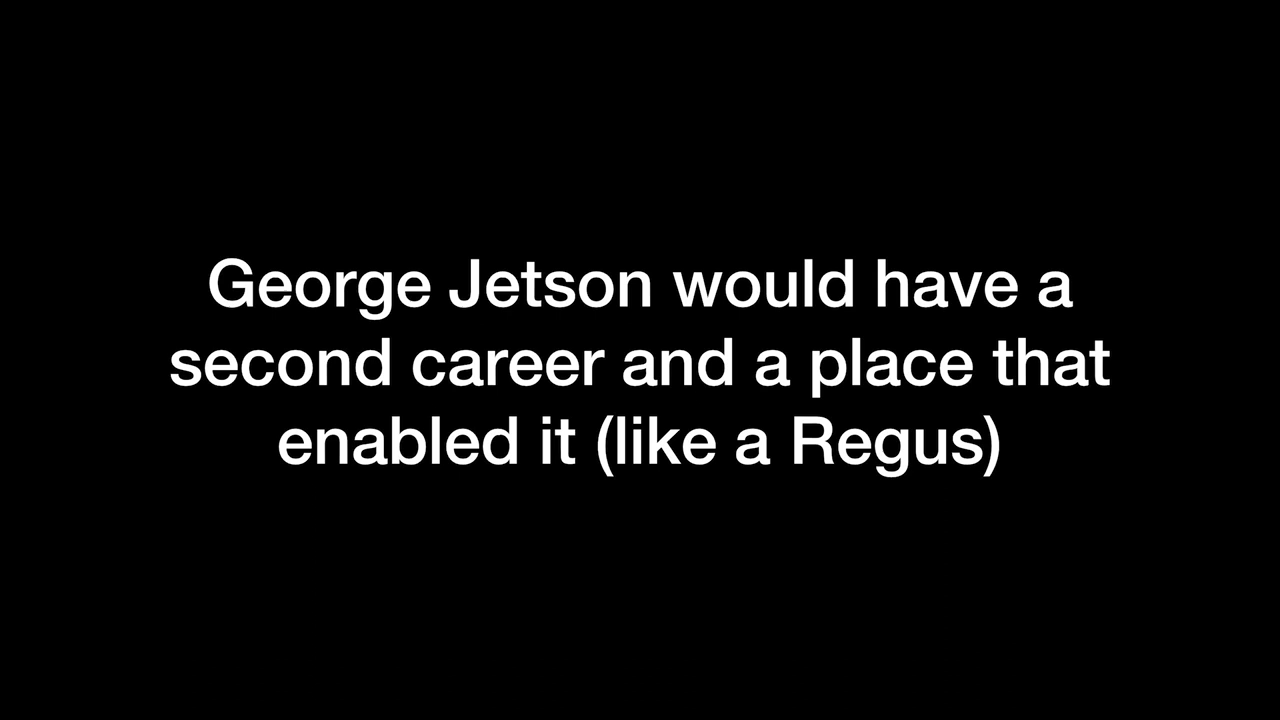 George Jetson would have a
second career and a place that
enabled it (like a Regus)